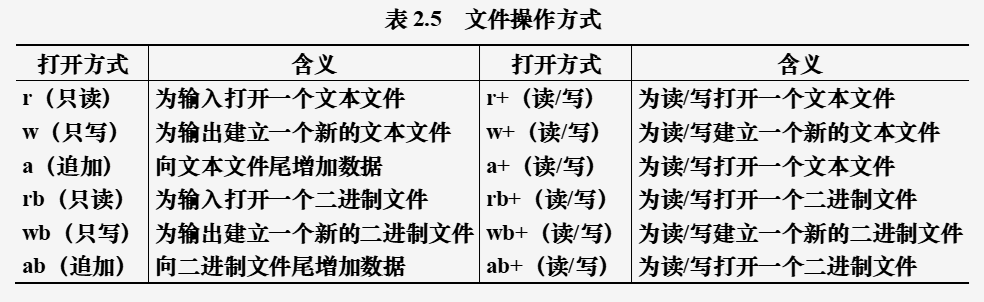 表 2.5 文件操作方式
打开方式 含义 打开方式 含义
r（只读） 为输入打开一个文本文件 r+（读/写） 为读/写打开一个文本文件
w（只写） 为输出建立一个新的文本文件 w+（读/写） 为读/写建立一个新的文本文件
a（追加） 向文本文件尾增加数据 a+（读/写） 为读/写打开一个文本文件
rb（只读） 为输入打开一个二进制文件 rb+（读/写） 为读/写打开一个二进制文件
wb（只写） 为输出建立一个新的二进制文件 wb+（读/写） 为读/写建立一个新的二进制文件
ab（追加） 向二进制文件尾增加数据 ab+（读/写） 为读/写打开一个二进制文件